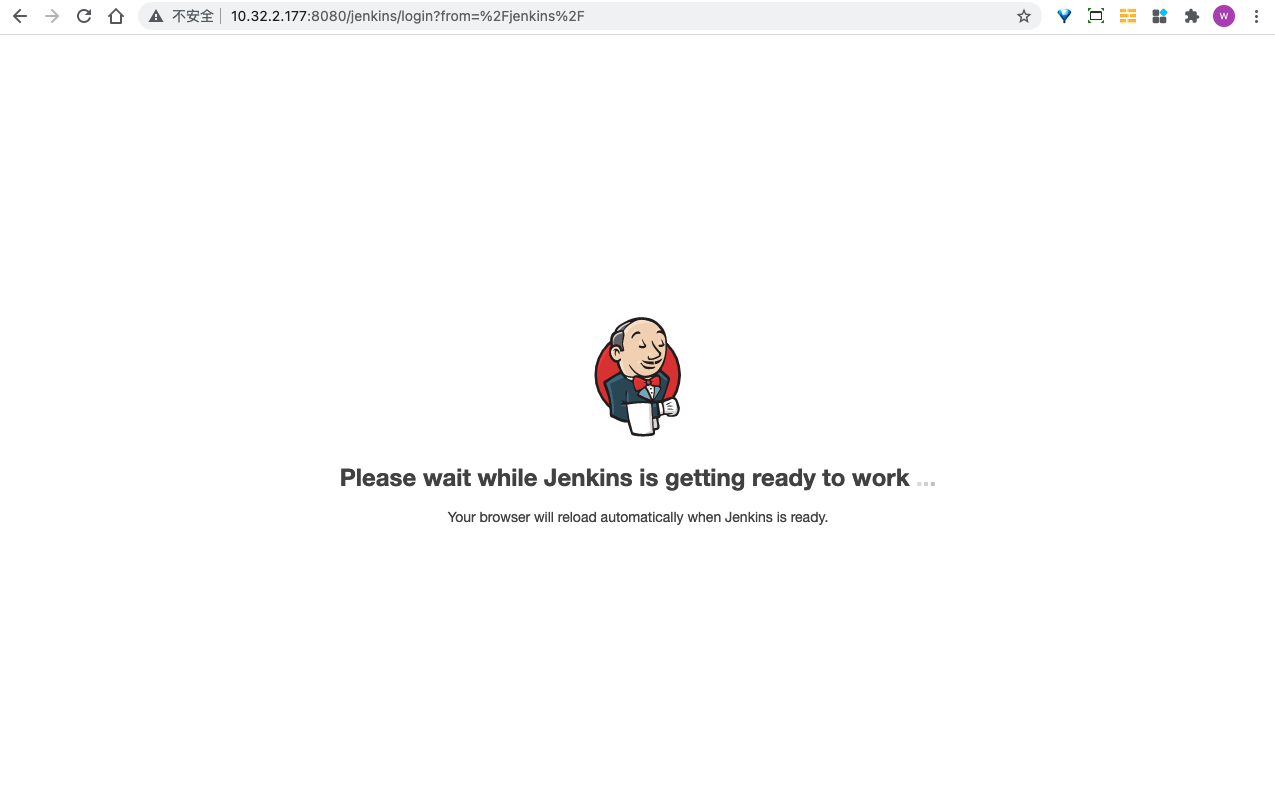 不安全 10.32.2.177:8080/jenkins/login?from=%2Fjenkins%2F
W
Please wait while Jenkins is getting ready to work ...
Your browser will reload automatically when Jenkins is ready.